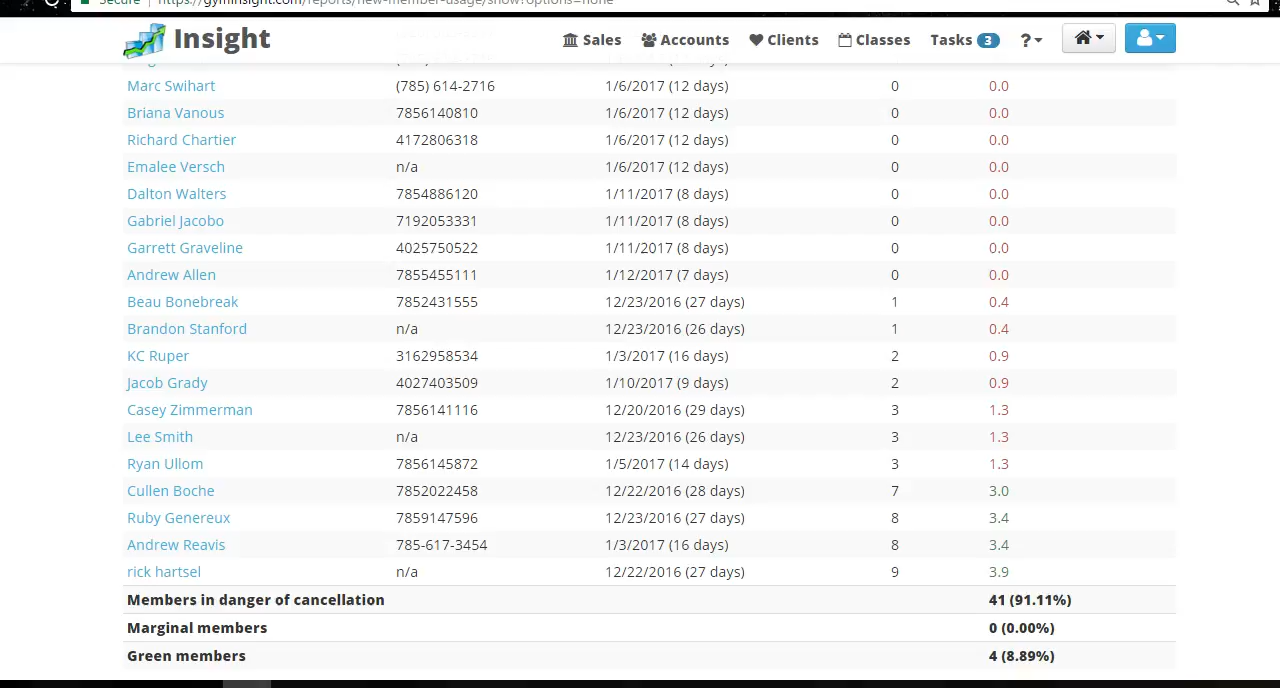 Secure https://gyminsight.com/reports/new-member-usage/show?options=none
Insight Sales Accounts Clients Classes Tasks 3 ?
Marc Swihart (785) 614-2716 1/6/2017 (12 days) 0 0.0
Briana Vanous 7856140810 1/6/2017 (12 days) 0 0.0
Richard Chartier 4172806318 1/6/2017 (12 days) 0 0.0
Emalee Versch n/a 1/6/2017 (12 days) 0 0.0
Dalton Walters 7854886120 1/11/2017 (8 days) 0 0.0
Gabriel Jacobo 7192053331 1/11/2017 (8 days) 0 0.0
Garrett Graveline 4025750522 1/11/2017 (8 days) 0 0.0
Andrew Allen 7855455111 1/12/2017 (7 days) 0 0.0
Beau Bonebreak 7852431555 12/23/2016 (27 days) 1 0.4
Brandon Stanford n/a 12/23/2016 (26 days) 1 0.4
KC Ruper 3162958534 1/3/2017 (16 days) 2 0.9
Jacob Grady 4027403509 1/10/2017 (9 days) 2 0.9
Casey Zimmerman 7856141116 12/20/2016 (29 days) 3 1.3
Lee Smith n/a 12/23/2016 (26 days) 3 1.3
Ryan Ullom 7856145872 1/5/2017 (14 days) 3 1.3
Cullen Boche 7852022458 12/22/2016 (28 days) 7 3.0
Ruby Genereux 7859147596 12/23/2016 (27 days) 8 3.4
Andrew Reavis 785-617-3454 1/3/2017 (16 days) 8 3.4
rick hartsel n/a 12/22/2016 (27 days) 9 3.9
Members in danger of cancellation 41 (91.11%)
Marginal members 0 (0.00%)
Green members 4 (8.89%)